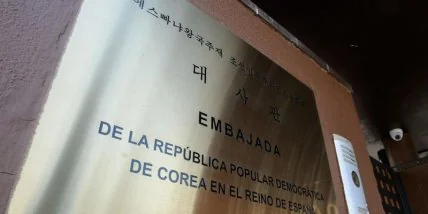 에스빠냐왕국주재
대사관
EMBAJADA
DE LA REPÚBLICA POPULAR DEMOCRÁTICA
DE COREA EN EL REINO DE ESPAÑA